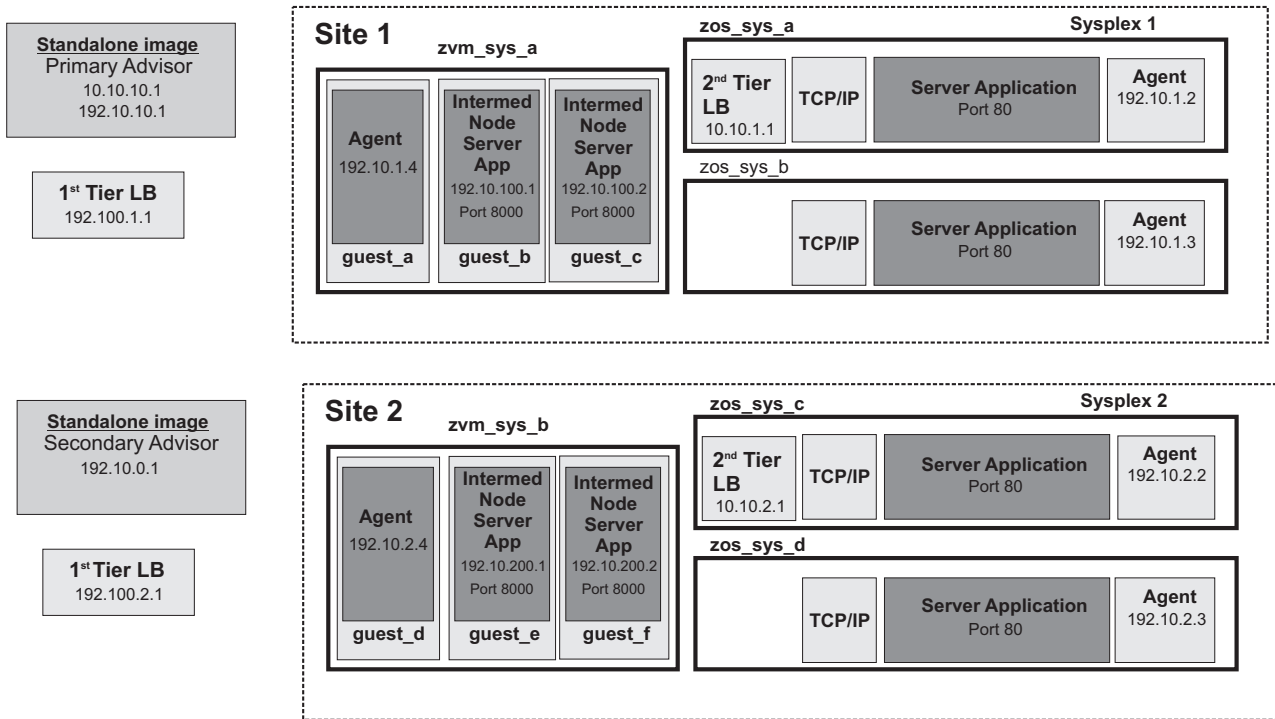 Standalone image
Primary Advisor
10.10.10.1
192.10.10.1
1st Tier LB
192.100.1.1
Site 1
zvm_sys_a
Agent
192.10.1.4
guest_a
Intermed
Node
Server
App
192.10.100.1
Port 8000
guest_b
Intermed
Node
Server
App
192.10.100.2
Port 8000
guest_c
zos_sys_a
Sysplex 1
2nd Tier
LB
10.10.1.1
TCP/IP
Server Application
Port 80
Agent
192.10.1.2
zos_sys_b
TCP/IP
Server Application
Port 80
Agent
192.10.1.3
Standalone image
Secondary Advisor
192.10.0.1
1st Tier LB
192.100.2.1
Site 2
zvm_sys_b
Agent
192.10.2.4
guest_d
Intermed
Node
Server
App
192.10.200.1
Port 8000
guest_e
Intermed
Node
Server
App
192.10.200.2
Port 8000
guest_f
zos_sys_c
Sysplex 2
2nd Tier
LB
10.10.2.1
TCP/IP
Server Application
Port 80
Agent
192.10.2.2
zos_sys_d
TCP/IP
Server Application
Port 80
Agent
192.10.2.3